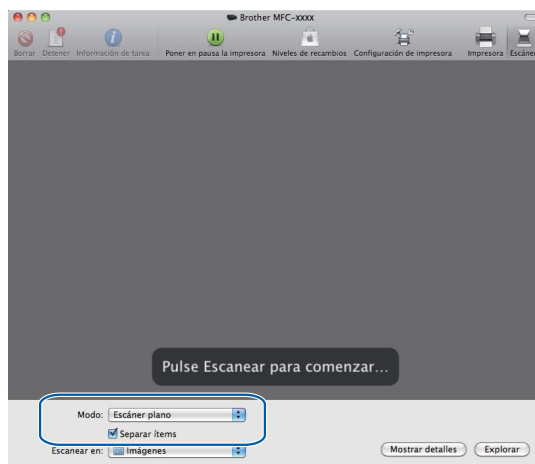 Brother MFC-XXXX
Borrar Detener Información de tarea Poner en pausa la impresora Niveles de recambios Configuración de impresora Impresora Escáner
Pulse Escanear para comenzar...
Modo: Escáner plano
Separar ítems
Escanear en: Imágenes Mostrar detalles Explorar